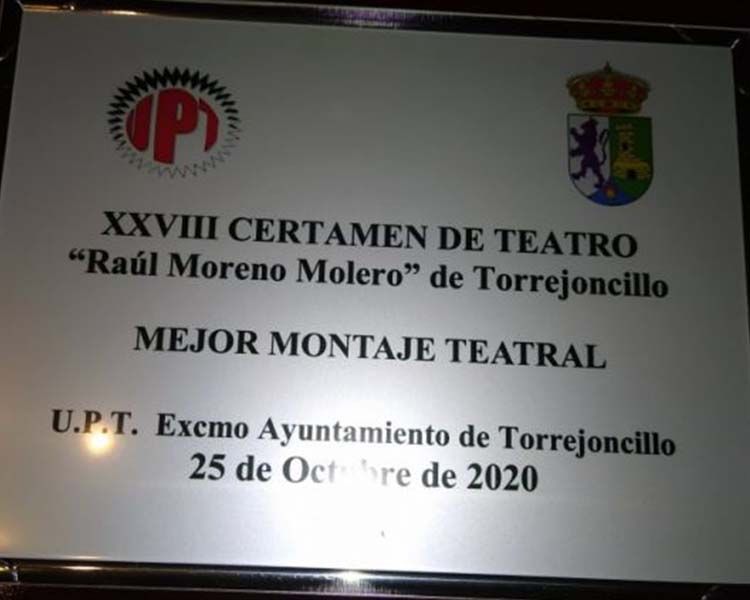 UPT
XXVIII CERTAMEN DE TEATRO
“Raúl Moreno Molero” de Torrejoncillo
MEJOR MONTAJE TEATRAL
U.P.T. Excmo Ayuntamiento de Torrejoncillo
25 de Octubre de 2020